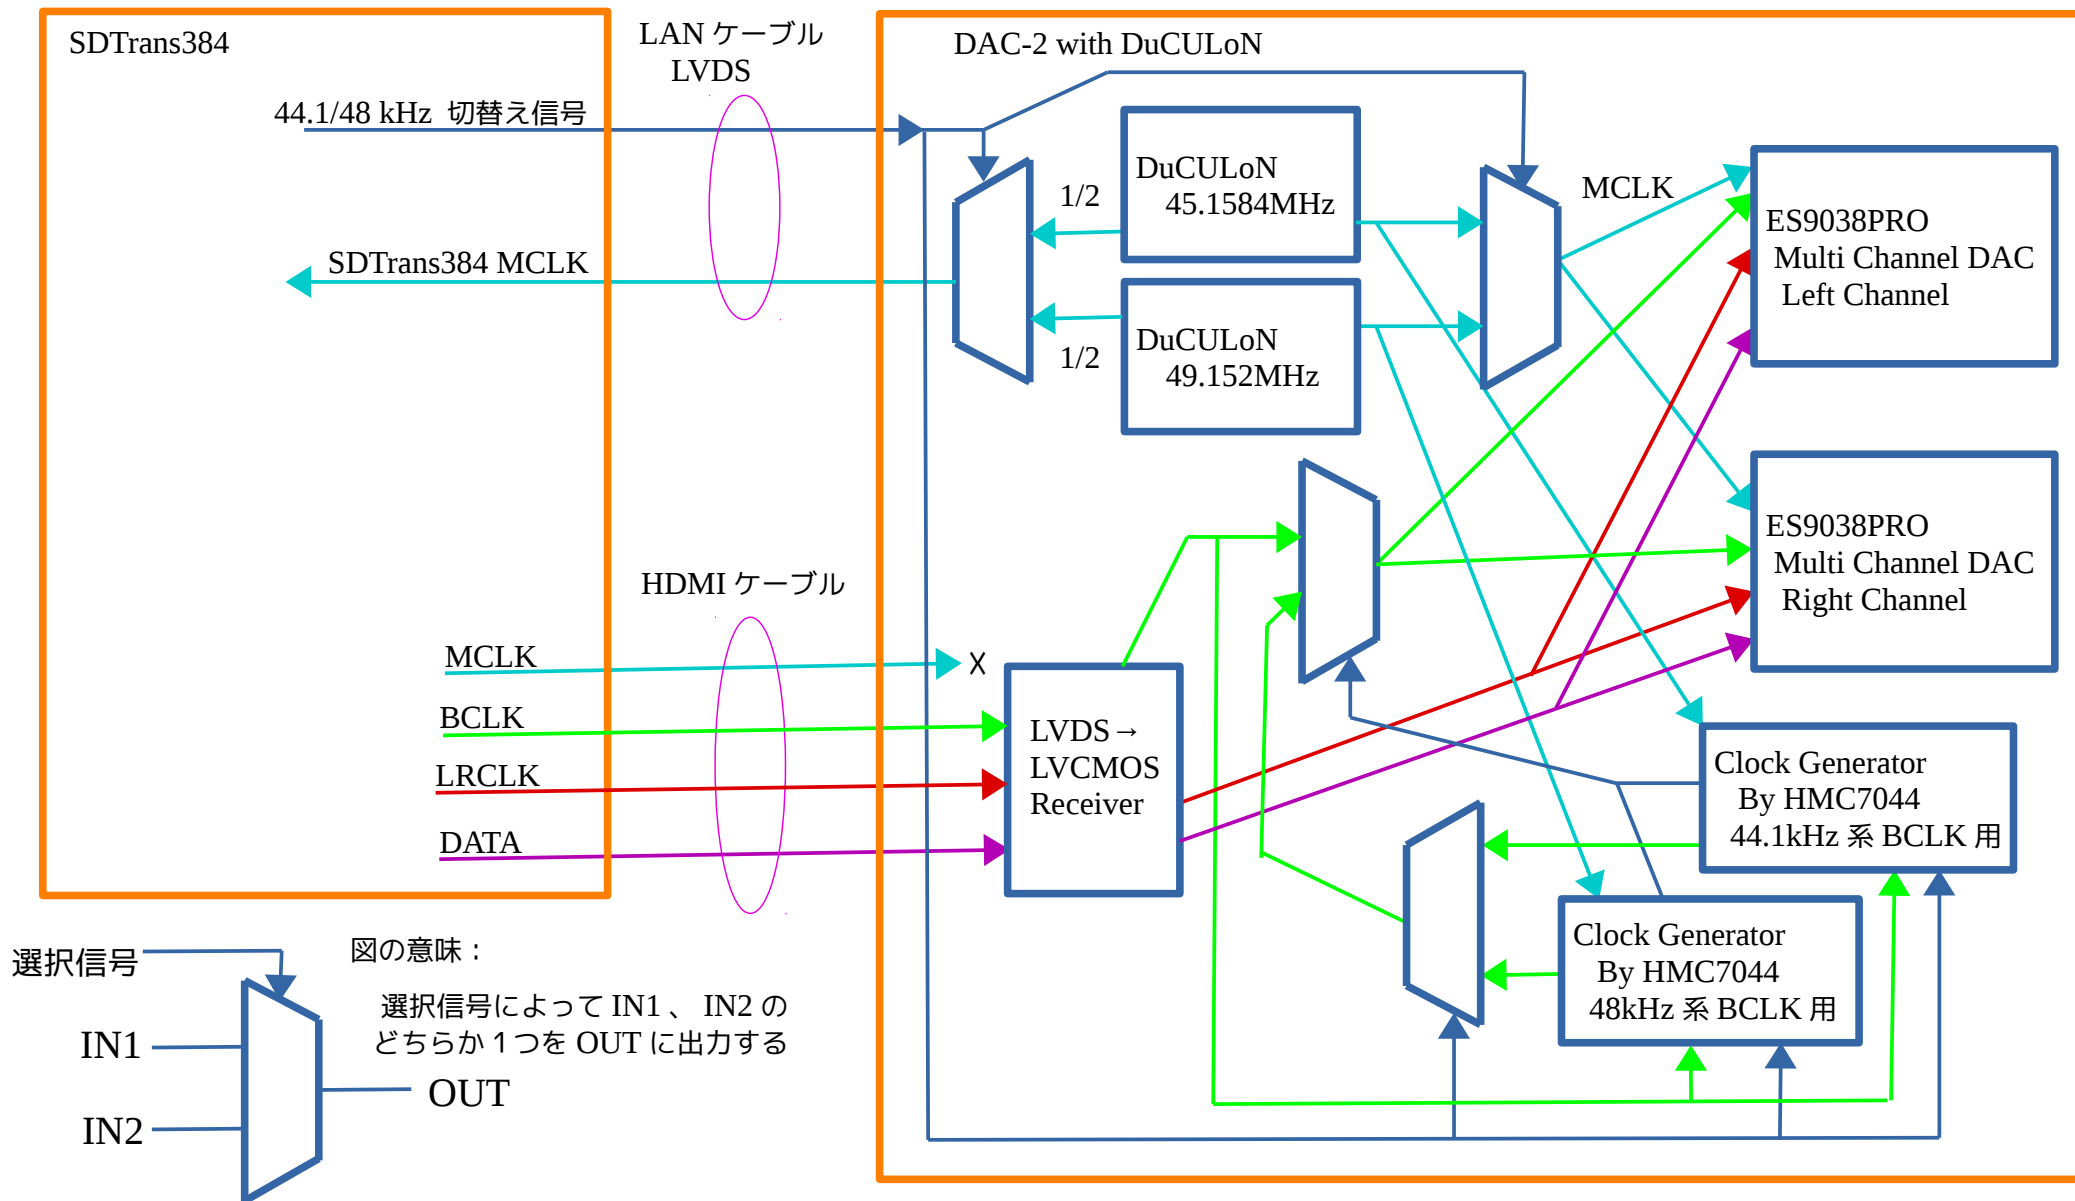 SDTrans384
LAN ケーブル
LVDS
DAC-2 with DuCULoN
44.1/48 kHz 切替え信号
DuCULoN
45.1584MHz
1/2
MCLK
SDTrans384 MCLK
ES9038PRO
Multi Channel DAC
Left Channel
DuCULoN
49.152MHz
1/2
ES9038PRO
Multi Channel DAC
Right Channel
HDMI ケーブル
MCLK
X
BCLK
LRCLK
DATA
LVDS→
LVCMOS
Receiver
Clock Generator
By HMC7044
44.1kHz 系 BCLK 用
Clock Generator
By HMC7044
48kHz 系 BCLK 用
選択信号
IN1
IN2
OUT
図の意味：
選択信号によって IN1 、 IN2 の
どちらか１つを OUT に出力する